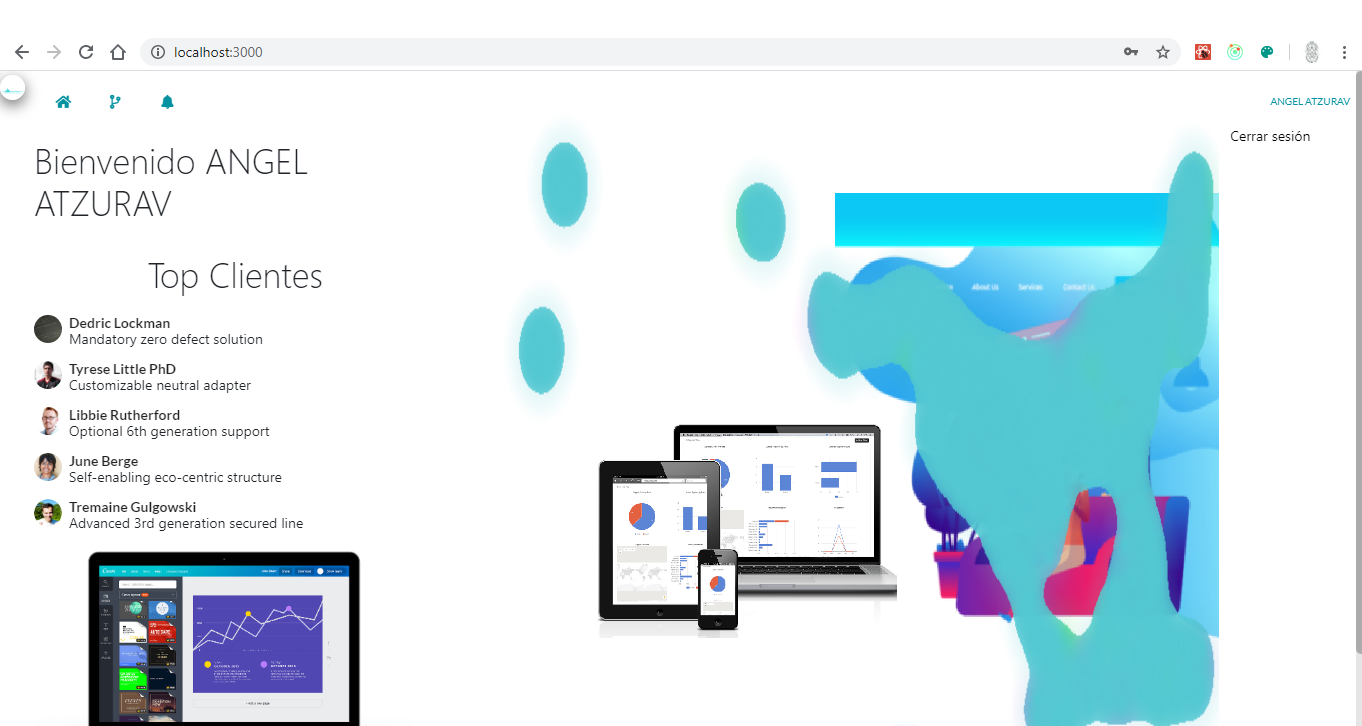 localhost:3000
ANGEL ATZURAV
Cerrar sesión
Bienvenido ANGEL
ATZURAV
Top Clientes
Dedric Lockman
Mandatory zero defect solution
Tyrese Little PhD
Customizable neutral adapter
Libbie Rutherford
Optional 6th generation support
June Berge
Self-enabling eco-centric structure
Tremaine Gulgowski
Advanced 3rd generation secured line
About Us
Services
Contact Us